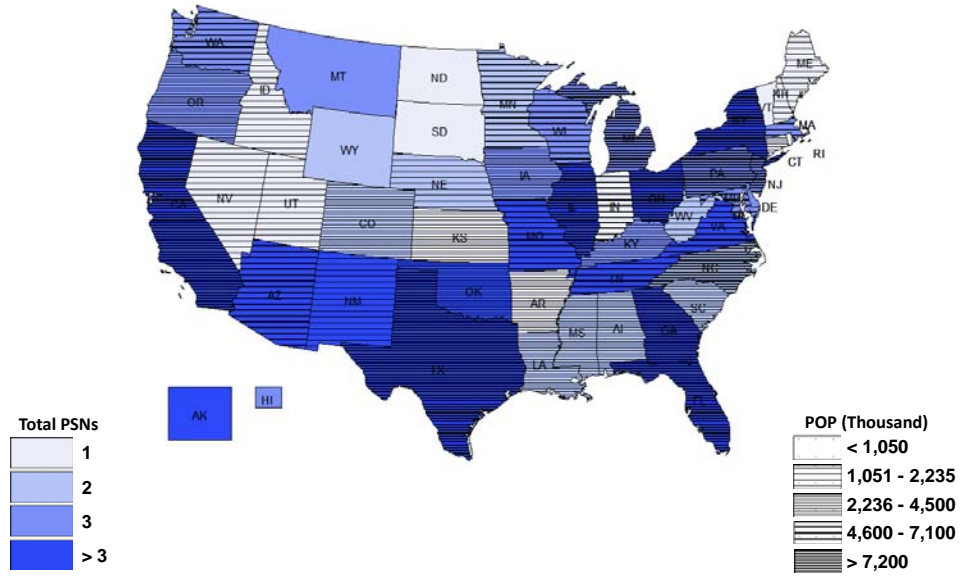 WA
MT
ND
ME
ID
MN
OR
VT
NH
WI
NY
MA
SD
MI
RI
WY
CT
IA
PA
NE
NJ
NV
OH
IL
IN
DE
UT
CO
WV
VA
CA
KS
MO
KY
NC
TN
AZ
OK
NM
AR
SC
MS
AL
GA
TX
LA
FL
AK
HI
Total PSNs
1
2
3
> 3
POP (Thousand)
< 1,050
1,051 - 2,235
2,236 - 4,500
4,600 - 7,100
> 7,200